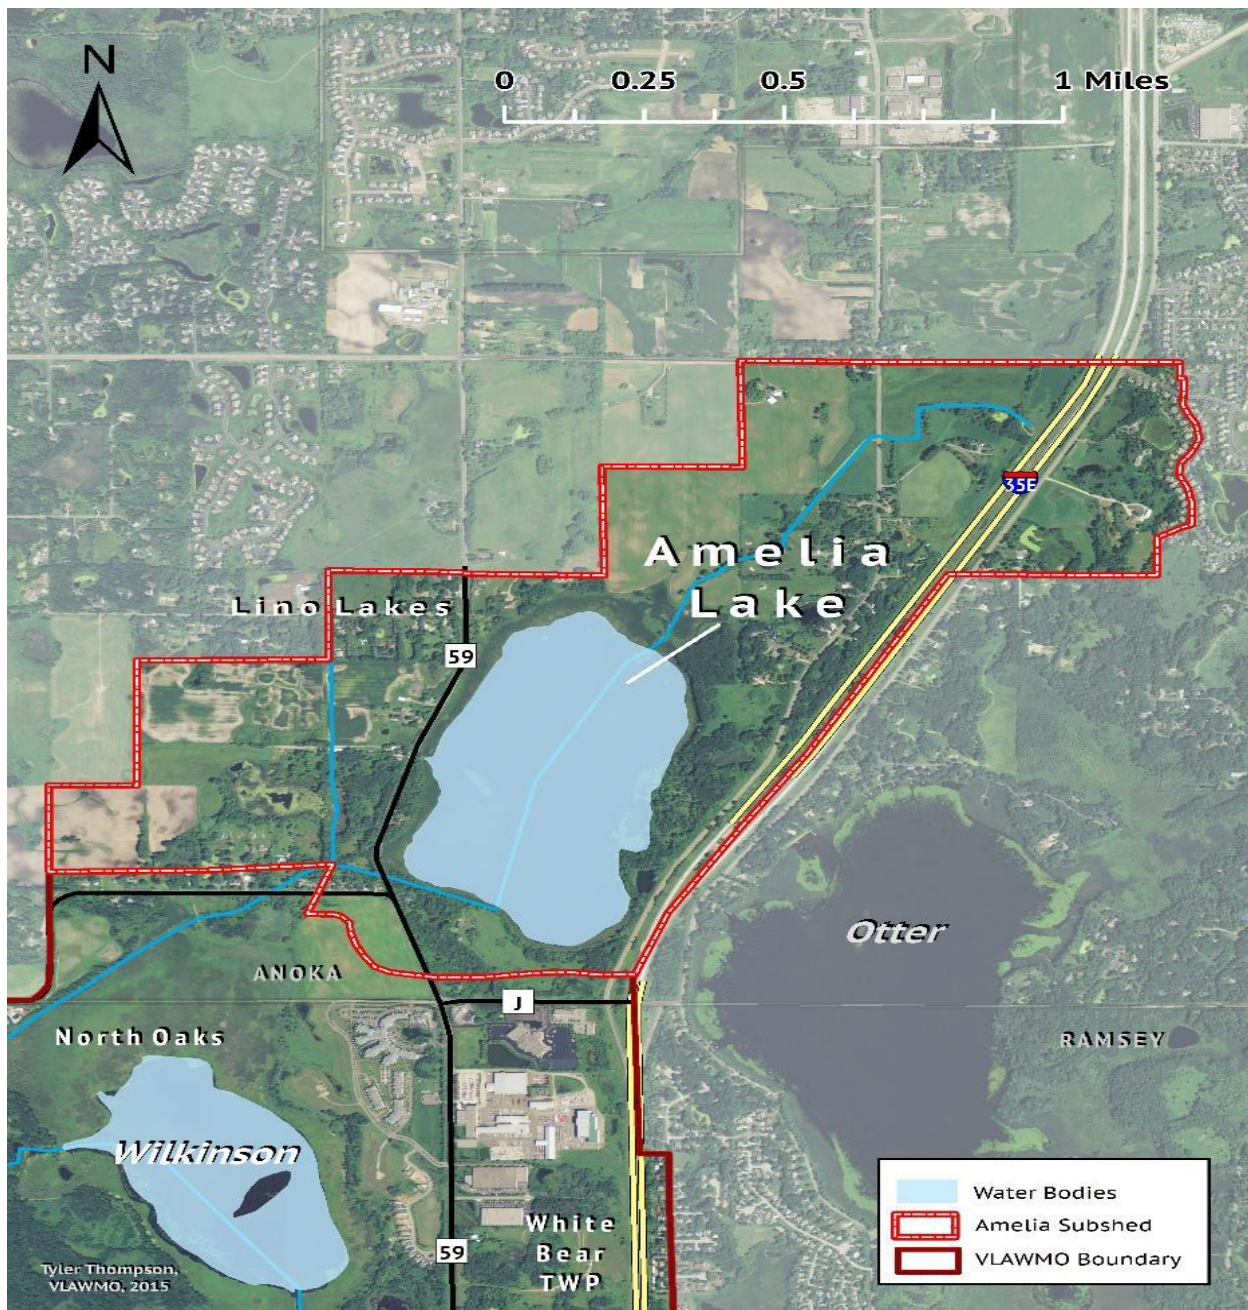 N
0 0.25 0.5 1 Miles
35E
Amelia
Lake
Lino Lakes
59
Otter
ANOKA
J
North Oaks
RAMSEY
Wilkinson
White
Bear
TWP
59
Tyler Thompson,
VLAWMO, 2015
Water Bodies
Amelia Subshed
VLAWMO Boundary